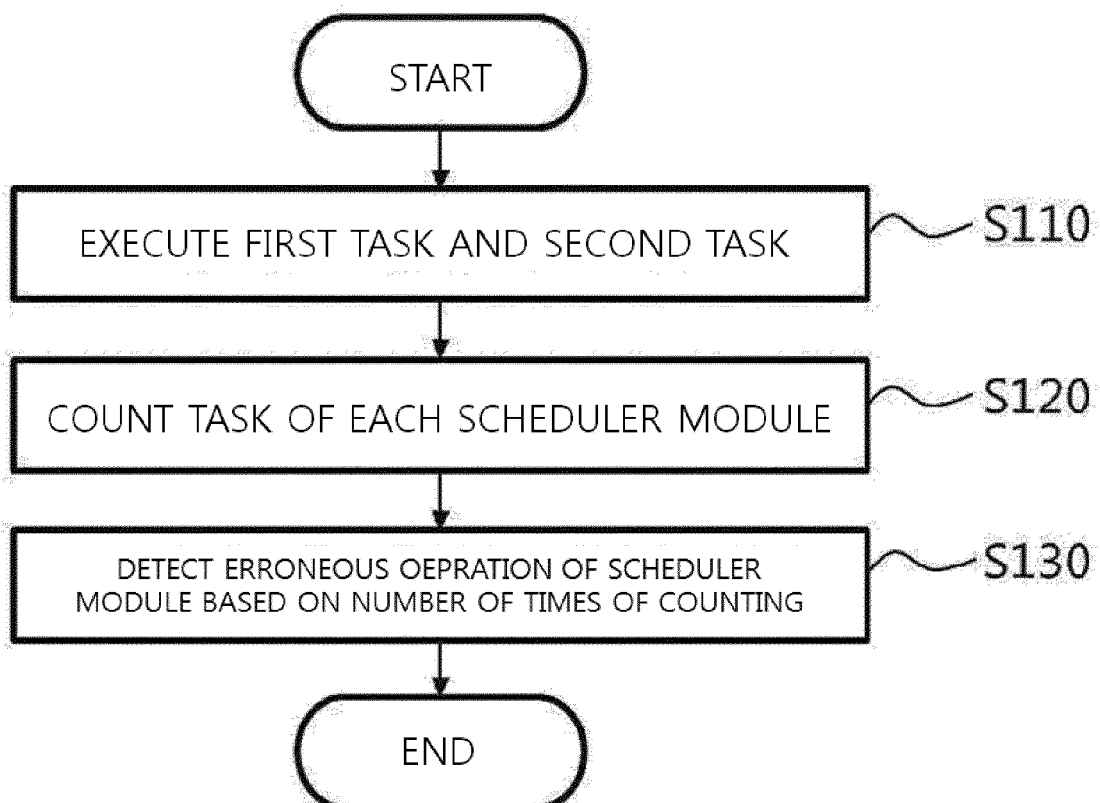 START
EXECUTE FIRST TASK AND SECOND TASK
S110
COUNT TASK OF EACH SCHEDULER MODULE
S120
DETECT ERRONEOUS OEPRATION OF SCHEDULER
MODULE BASED ON NUMBER OF TIMES OF COUNTING
S130
END